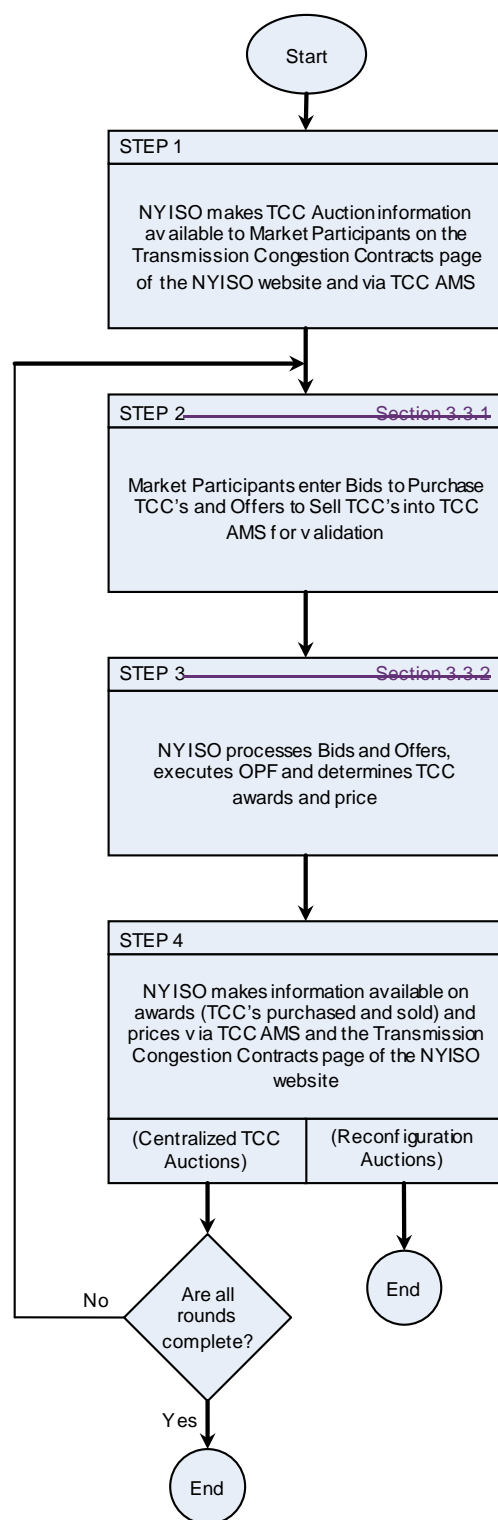 Start
STEP 1
NYISO makes TCC Auction information
available to Market Participants on the
Transmission Congestion Contracts page
of the NYISO website and via TCC AMS
STEP 2 Section 3.3.1
Market Participants enter Bids to Purchase
TCC's and Offers to Sell TCC's into TCC
AMS for validation
STEP 3 Section 3.3.2
NYISO processes Bids and Offers,
executes OPF and determines TCC
awards and price
STEP 4
NYISO makes information available on
awards (TCC's purchased and sold) and
prices via TCC AMS and the Transmission
Congestion Contracts page of the NYISO
website
(Centralized TCC
Auctions)
(Reconfiguration
Auctions)
Are all
rounds
complete?
No
End
Yes
End